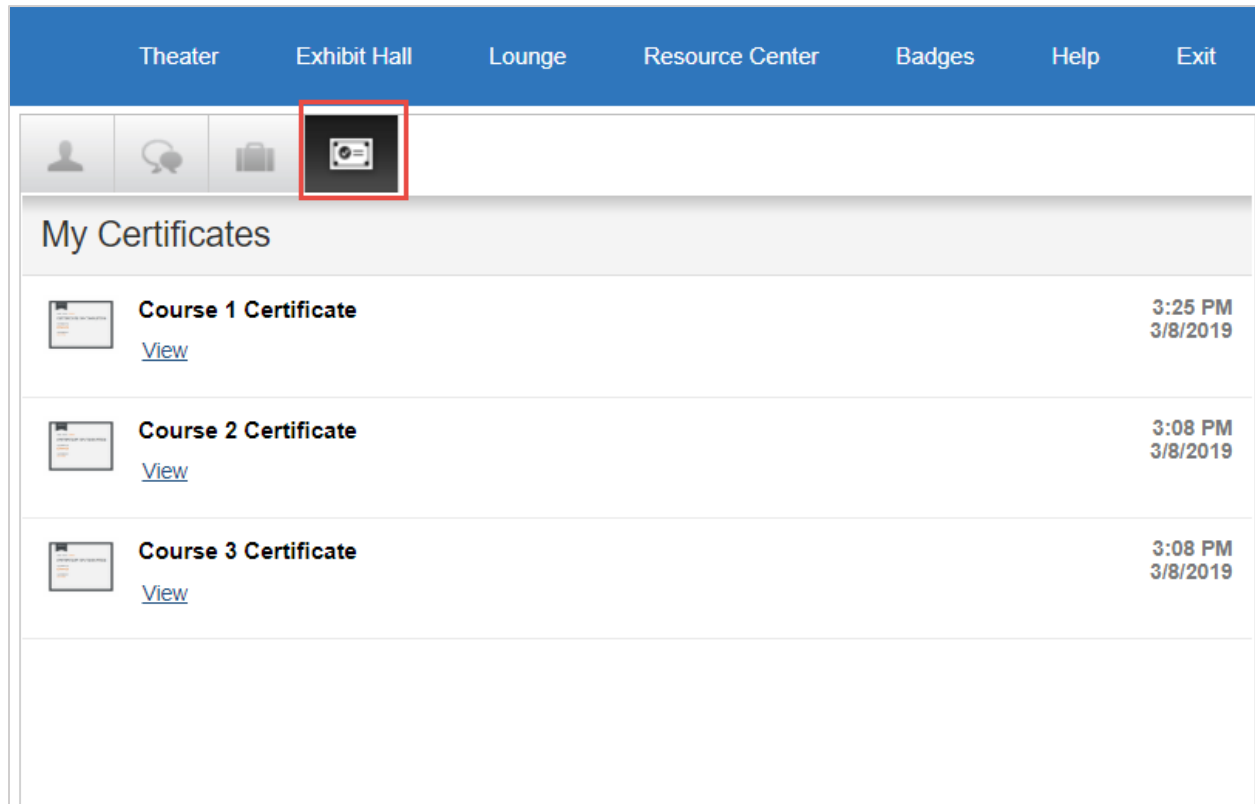 Theater Exhibit Hall Lounge Resource Center Badges Help Exit
My Certificates
Course 1 Certificate
3:25 PM
3/8/2019
View
Course 2 Certificate
3:08 PM
3/8/2019
View
Course 3 Certificate
3:08 PM
3/8/2019
View